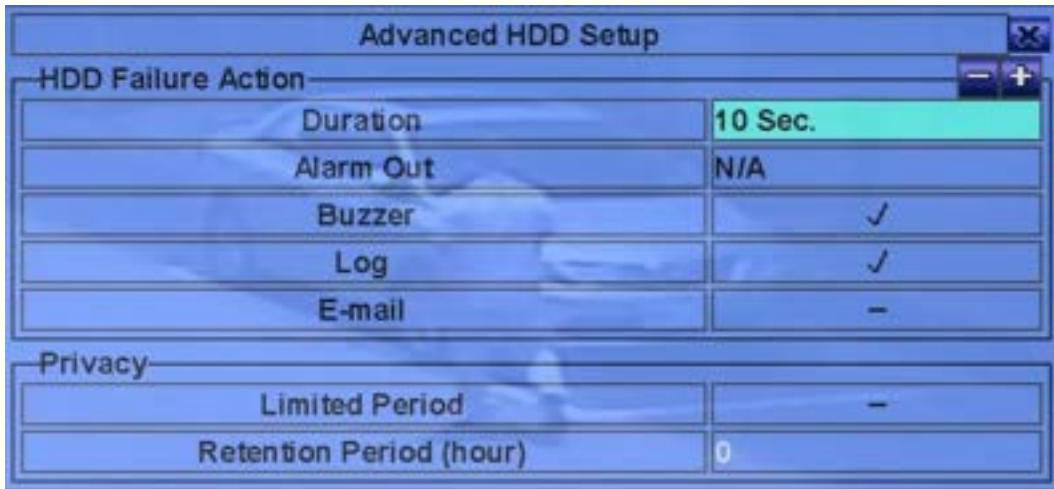 Advanced HDD Setup
HDD Failure Action
Duration 10 Sec.
Alarm Out N/A
Buzzer ✓
Log ✓
E-mail –
Privacy
Limited Period –
Retention Period (hour) 0